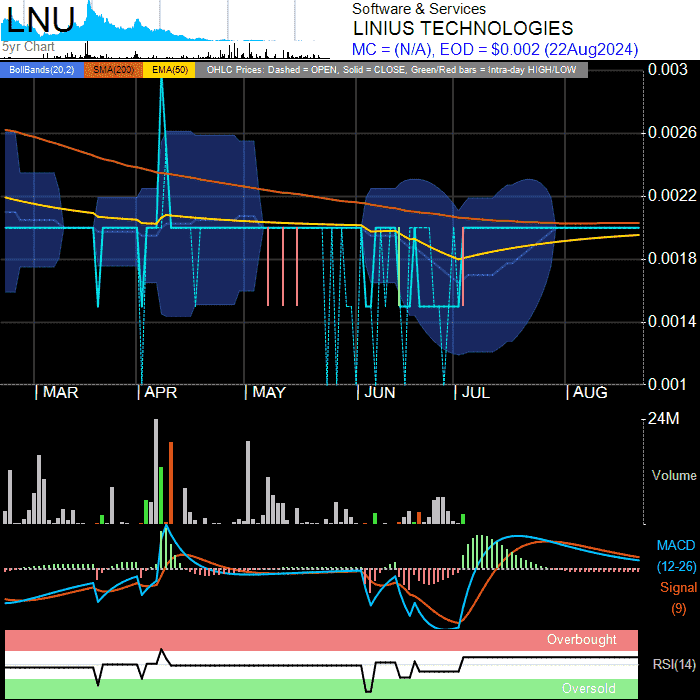 LNU
5yr Chart
Software & Services
LINIUS TECHNOLOGIES
MC = (N/A), EOD = $0.002 (22Aug2024)
BollBands(20,2) SMA(200) EMA(50) OHLC Prices: Dashed = OPEN, Solid = CLOSE, Green/Red bars = Intra-day HIGH/LOW
0.003
0.0026
0.0022
0.0018
0.0014
0.001
| MAR | APR | MAY | JUN | JUL | AUG
24M
Volume
MACD
(12-26)
Signal
(9)
Overbought
RSI(14)
Oversold